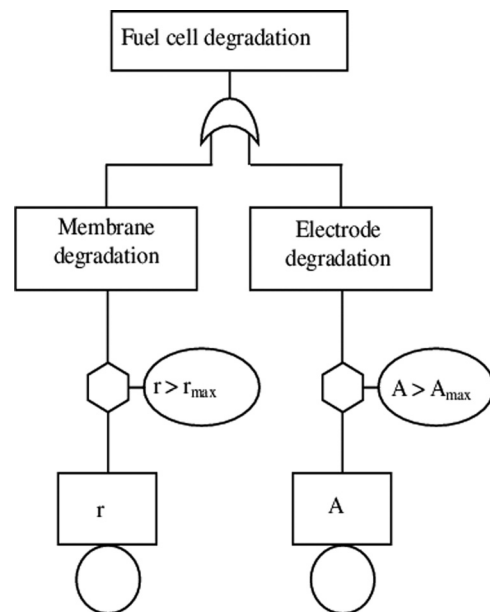 Fuel cell degradation
Membrane
degradation
Electrode
degradation
r > rmax
A > Amax
r
A